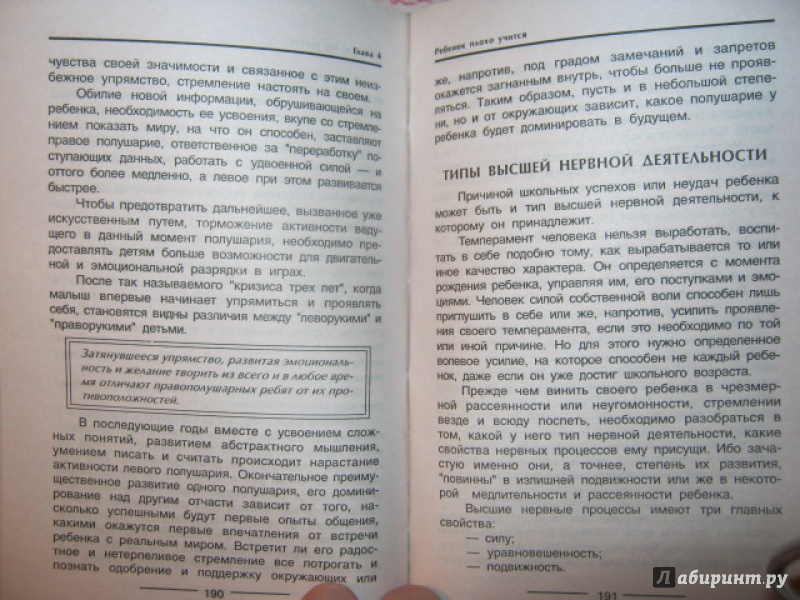 Глава 4
чувства своей значимости и связанное с этим неиз-
бежное упрямство, стремление настоять на своем.
Обилие новой информации, обрушивающейся на
ребенка, необходимость ее усвоения, вкупе со стремле-
нием показать миру, на что он способен, заставляют
правое полушарие, ответственное за "переработку" по-
ступающих данных, работать с удвоенной силой — и
оттого более медленно, а левое при этом развивается
быстрее.
Чтобы предотвратить дальнейшее, вызванное уже
искусственным путем, торможение активности веду-
щего в данный момент полушария, необходимо пре-
доставлять детям больше возможности для двигатель-
ной и эмоциональной разрядки в играх.
После так называемого "кризиса трех лет", когда
малыш впервые начинает упрямиться и проявлять
себя, становятся видны различия между "леворукими" и
"праворукими" детьми.
Затянувшееся упрямство, развитая эмоциональ-
ность и желание творить из всего и в любое вре-
мя отличают правополушарных ребят от их про-
тивоположностей.
В последующие годы вместе с усвоением слож-
ных понятий, развитием абстрактного мышления,
умением писать и считать происходит нарастание
активности левого полушария. Окончательное преиму-
щественное развитие одного полушария, его домини-
рование над другим отчасти зависит от того, на-
сколько успешными будут первые опыты общения,
какими окажутся первые впечатления от встречи
ребенка с реальным миром. Встретит ли его радост-
ное и нетерпеливое стремление все потрогать и
познать одобрение и поддержку окружающих или
190
Ребенок плохо учится
же, напротив, под градом замечаний и запретов
окажется загнанным внутрь, чтобы больше не прояв-
ляться. Таким образом, пусть и в небольшой степе-
ни, но и от окружающих зависит, какое полушарие у
ребенка будет доминировать в будущем.
ТИПЫ ВЫСШЕЙ НЕРВНОЙ ДЕЯТЕЛЬНОСТИ
Причиной школьных успехов или неудач ребенка
может быть и тип высшей нервной деятельности, к
которому он принадлежит.
Темперамент человека нельзя выработать, воспи-
тать в себе подобно тому, как вырабатывается то или
иное качество характера. Он определяется с момента
рождения ребенка, управляя им, его поступками и эмо-
циями. Человек силой собственной воли способен лишь
приглушить в себе или же, напротив, усилить проявле-
ния своего темперамента, если это необходимо по той
или иной причине. Но для этого нужно определенное
волевое усилие, на которое способен не каждый ребе-
нок, даже если он уже достиг школьного возраста.
Прежде чем винить своего ребенка в чрезмер-
ной рассеянности или неугомонности, стремлении
везде и всюду поспеть, необходимо разобраться в
том, какой у него тип нервной деятельности, какие
свойства нервных процессов ему присущи. Ибо зача-
стую именно они, а точнее, степень их развития,
"повинны" в излишней подвижности или же в некото-
рой медлительности и рассеянности ребенка.
Высшие нервные процессы имеют три главных
свойства:
— силу;
— уравновешенность;
— подвижность.
191
Лабиринт.ру